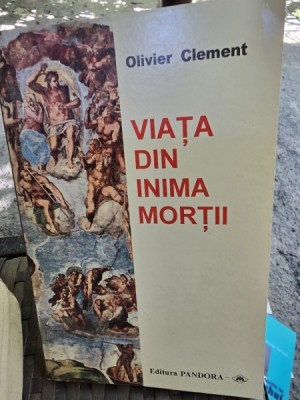 Olivier Clement
VIAȚA
DIN
INIMA
MORȚII
Editura PANDORA